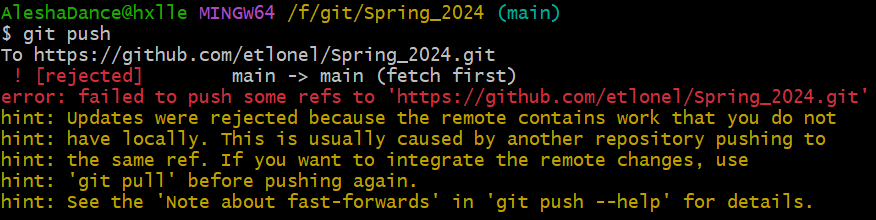 AleshaDance@hxlle MINGW64 /f/git/Spring_2024 (main)
$ git push
To https://github.com/etlonel/Spring_2024.git
 ! [rejected]        main -> main (fetch first)
error: failed to push some refs to 'https://github.com/etlonel/Spring_2024.git'
hint: Updates were rejected because the remote contains work that you do not
hint: have locally. This is usually caused by another repository pushing to
hint: the same ref. If you want to integrate the remote changes, use
hint: 'git pull' before pushing again.
hint: See the 'Note about fast-forwards' in 'git push --help' for details.